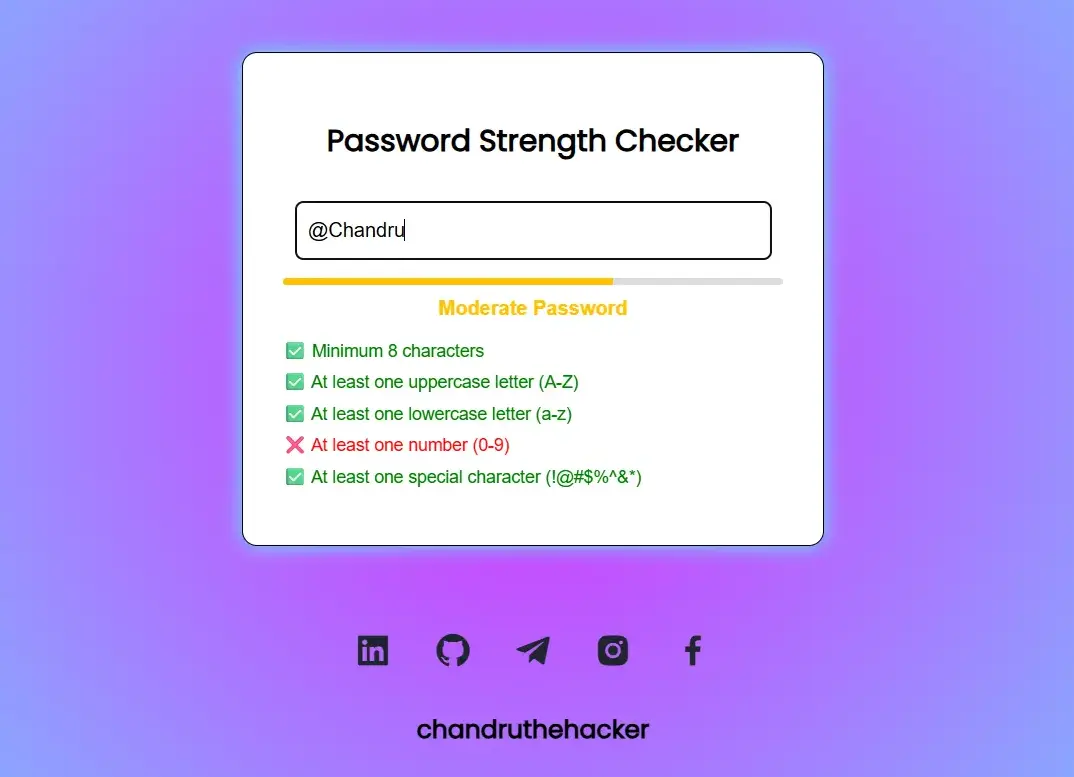 Password Strength Checker
@Chandru
Moderate Password
✅ Minimum 8 characters
✅ At least one uppercase letter (A-Z)
✅ At least one lowercase letter (a-z)
❌ At least one number (0-9)
✅ At least one special character (!@#$%^&*)
in
chandruthehacker